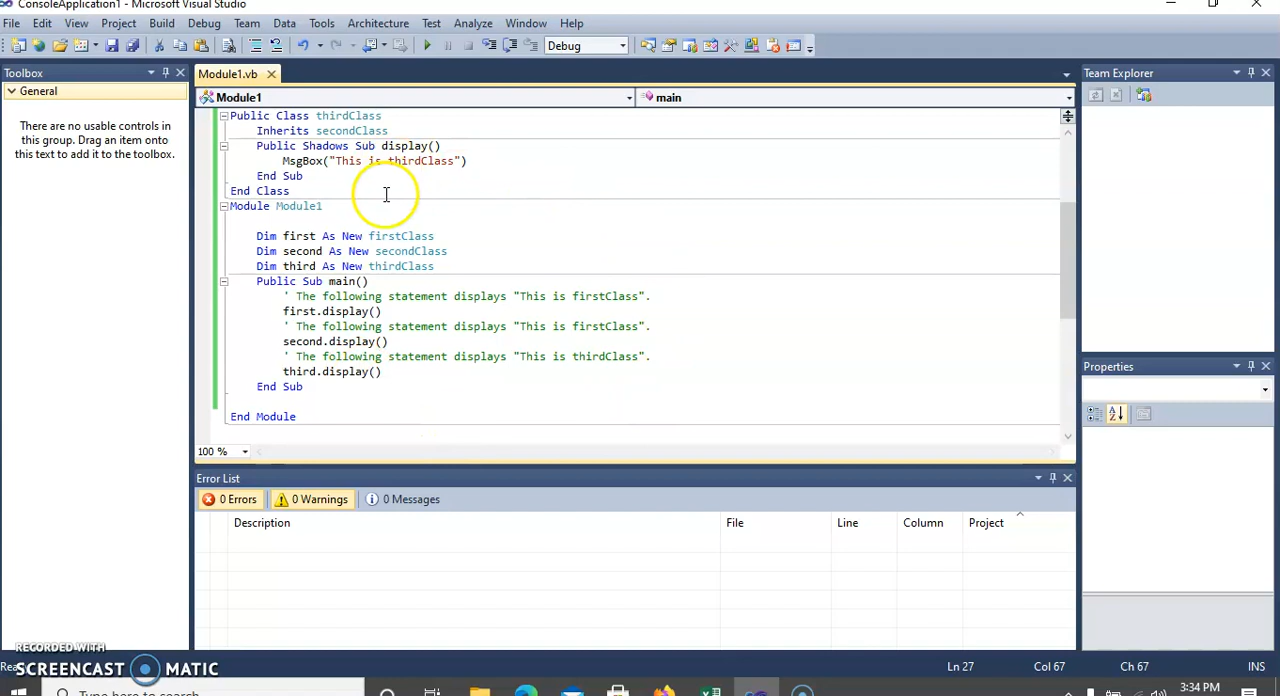 ConsoleApplication1 - Microsoft Visual Studio
File Edit View Project Build Debug Team Data Tools Architecture Test Analyze Window Help
Debug
Toolbox
General
There are no usable controls in
this group. Drag an item onto
this text to add it to the toolbox.
Module1.vb
Module1
main
Public Class thirdClass
Inherits secondClass
Public Shadows Sub display()
MsgBox("This is thirdClass")
End Sub
End Class
Module Module1
Dim first As New firstClass
Dim second As New secondClass
Dim third As New thirdClass
Public Sub main()
' The following statement displays "This is firstClass".
first.display()
' The following statement displays "This is firstClass".
second.display()
' The following statement displays "This is thirdClass".
third.display()
End Sub
End Module
100 %
Team Explorer
Properties
Error List
0 Errors 0 Warnings 0 Messages
Description File Line Column Project
RECORDED WITH
SCREENCAST MATIC
Ln 27 Col 67 Ch 67 INS
Type here to search
3:34 PM